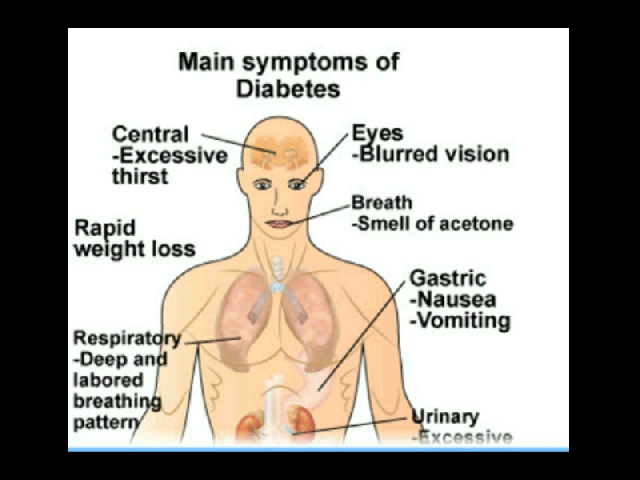 Main symptoms of
Diabetes
Central
-Excessive
thirst
Eyes
-Blurred vision
Breath
-Smell of acetone
Rapid
weight loss
Gastric
-Nausea
-Vomiting
Respiratory
-Deep and
labored
breathing
pattern
Urinary
-Excessive